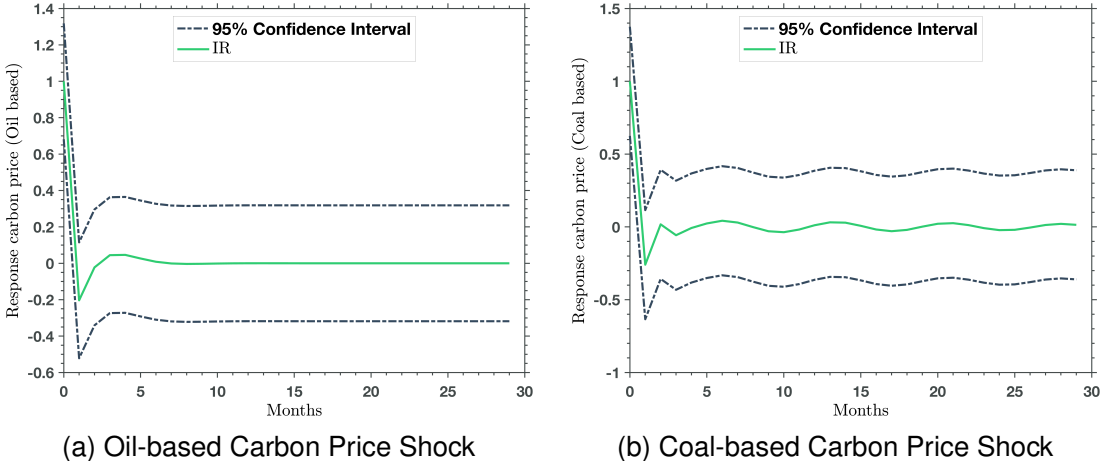 95% Confidence Interval
IR
Response carbon price (Oil based)
1.4
1.2
1
0.8
0.6
0.4
0.2
0
-0.2
-0.4
-0.6
0 5 10 15 20 25 30
Months
(a) Oil-based Carbon Price Shock
95% Confidence Interval
IR
Response carbon price (Coal based)
1.5
1
0.5
0
-0.5
-1
0 5 10 15 20 25 30
Months
(b) Coal-based Carbon Price Shock